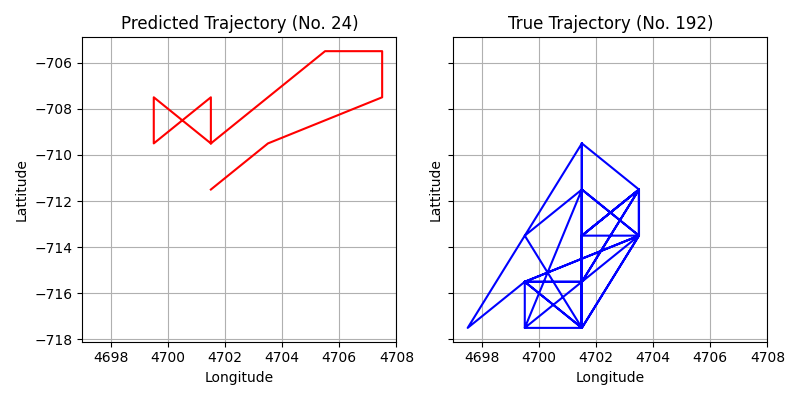 Predicted Trajectory (No. 24)
True Trajectory (No. 192)
Lattitude
−706
−708
−710
−712
−714
−716
−718
4698 4700 4702 4704 4706 4708
Longitude
Lattitude
4698 4700 4702 4704 4706 4708
Longitude